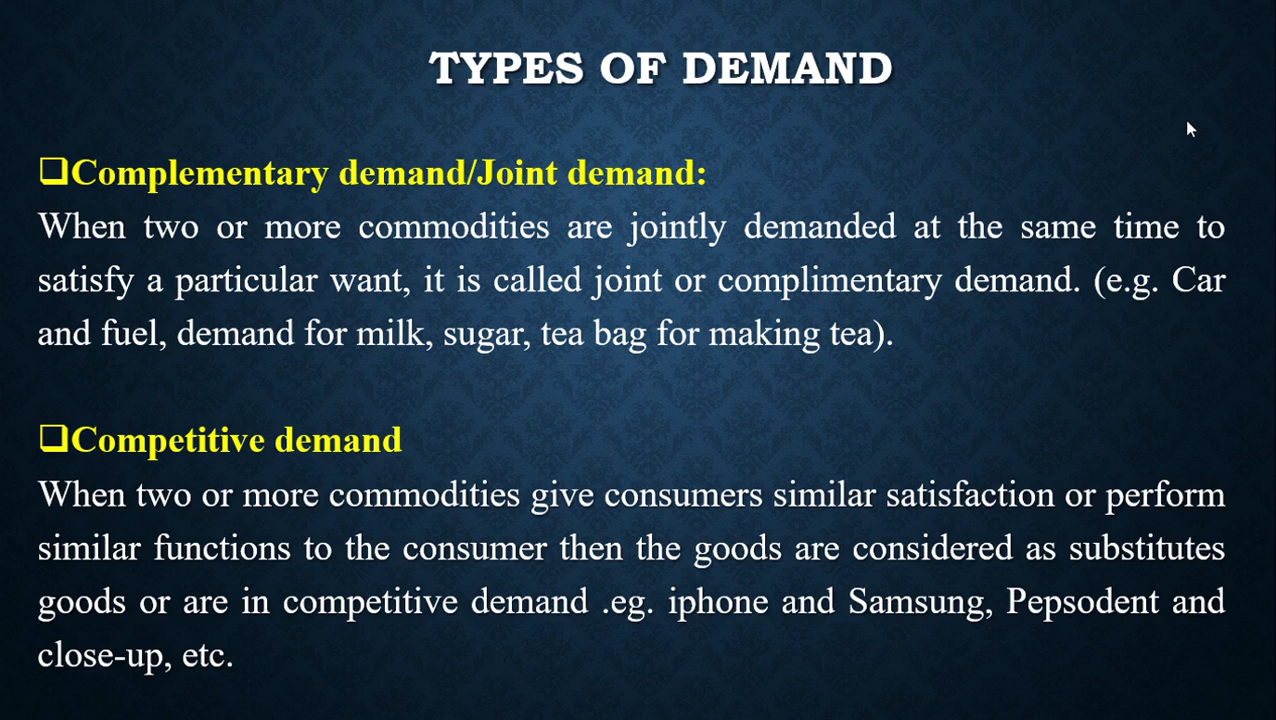 TYPES OF DEMAND
❑Complementary demand/Joint demand:
When two or more commodities are jointly demanded at the same time to
satisfy a particular want, it is called joint or complimentary demand. (e.g. Car
and fuel, demand for milk, sugar, tea bag for making tea).
❑Competitive demand
When two or more commodities give consumers similar satisfaction or perform
similar functions to the consumer then the goods are considered as substitutes
goods or are in competitive demand .eg. iphone and Samsung, Pepsodent and
close-up, etc.